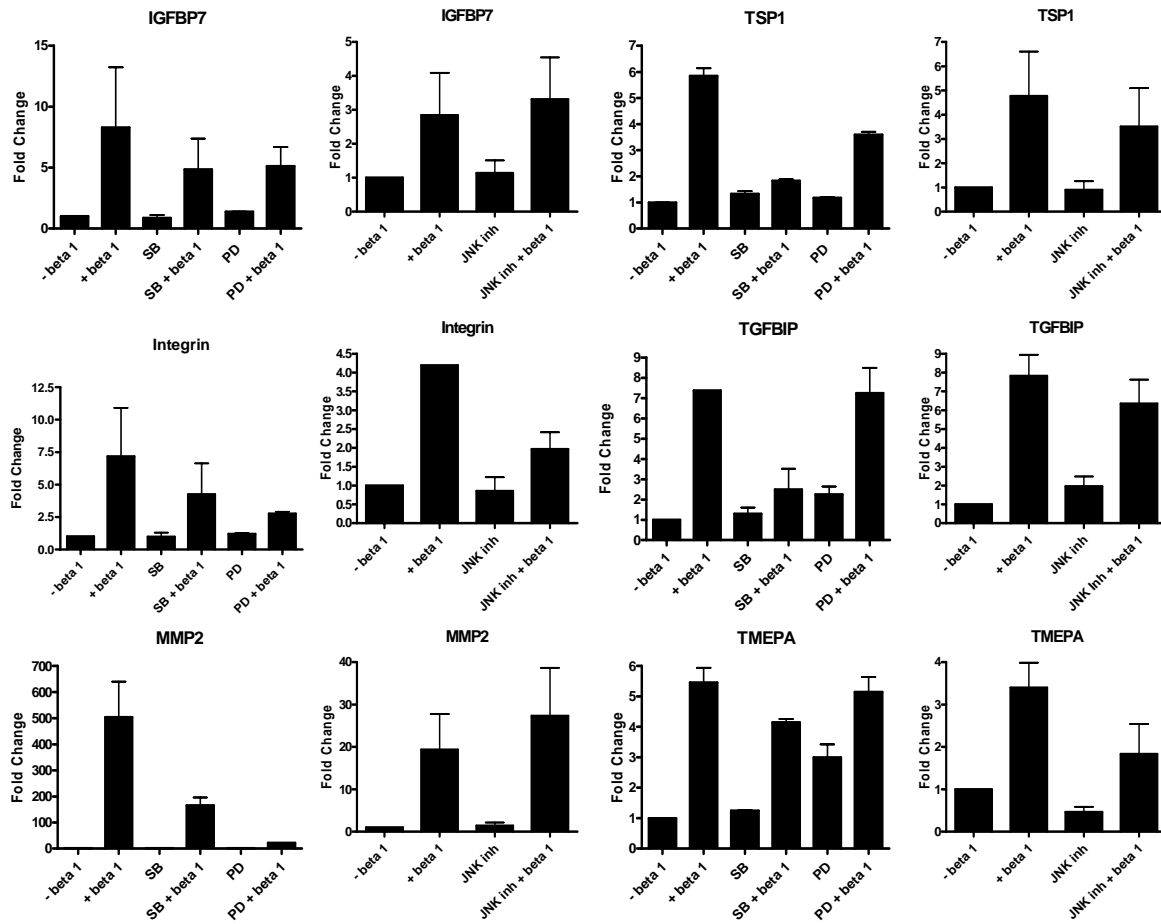 IGFBP7
Fold Change
15
10
5
0
- beta 1
+ beta 1
SB
SB + beta 1
PD
PD + beta 1
IGFBP7
Fold Change
5
4
3
2
1
0
- beta 1
+ beta 1
JNK inh
JNK inh + beta 1
TSP1
Fold Change
7
6
5
4
3
2
1
0
- beta 1
+ beta 1
SB
SB + beta 1
PD
PD + beta 1
TSP1
Fold Change
7
6
5
4
3
2
1
0
- beta 1
+ beta 1
JNK inh
JNK inh + beta 1
Integrin
Fold Change
12.5
10.0
7.5
5.0
2.5
0.0
- beta 1
+ beta 1
SB
SB + beta 1
PD
PD + beta 1
Integrin
Fold Change
4.5
4.0
3.5
3.0
2.5
2.0
1.5
1.0
0.5
0.0
- beta 1
+ beta 1
JNK inh
JNK inh + beta 1
TGFBIP
Fold Change
9
8
7
6
5
4
3
2
1
0
- beta 1
+ beta 1
SB
SB + beta 1
PD
PD + beta 1
TGFBIP
Fold Change
9
8
7
6
5
4
3
2
1
0
- beta 1
+ beta 1
JNK inh
JNK Inh + beta 1
MMP2
Fold Change
700
600
500
400
300
200
100
0
- beta 1
+ beta 1
SB
SB + beta 1
PD
PD + beta 1
MMP2
Fold Change
40
30
20
10
0
- beta 1
+ beta 1
JNK inh
JNK inh + beta 1
TMEPA
Fold Change
6
5
4
3
2
1
0
- beta 1
+ beta 1
SB
SB + beta 1
PD
PD + beta 1
TMEPA
Fold Change
4
3
2
1
0
- beta 1
+ beta 1
JNK inh
JNK inh + beta 1